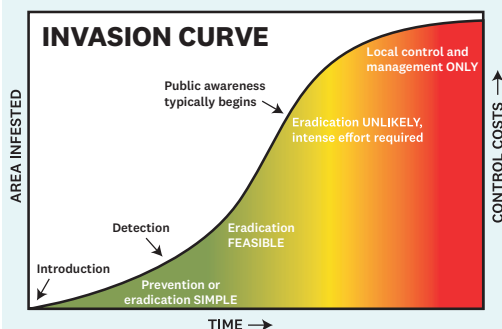 INVASION CURVE
Local control and
management ONLY
Public awareness
typically begins
Eradication UNLIKELY,
intense effort required
Detection
Eradication
FEASIBLE
Introduction
Prevention or
eradication SIMPLE
AREA INFESTED
CONTROL COSTS
TIME